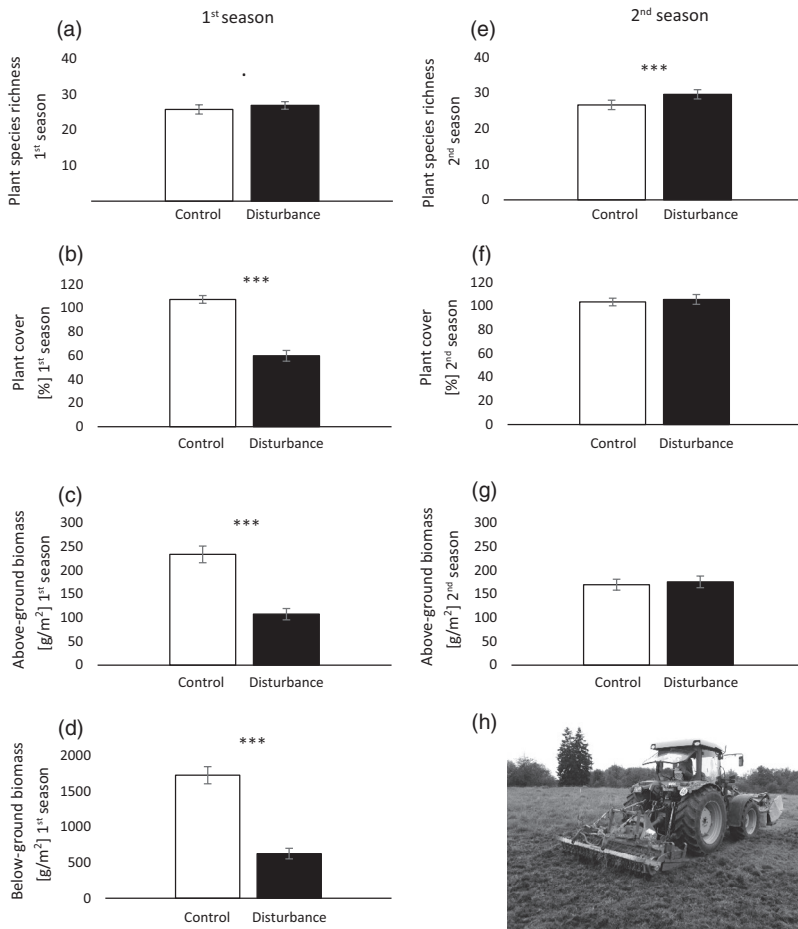 1st season
2nd season
(a)
Plant species richness
1st season
40
30
20
10
.
Control Disturbance
(e)
Plant species richness
2nd season
40
30
20
10
0
***
Control Disturbance
(b)
Plant cover
[%] 1st season
120
100
80
60
40
20
0
***
Control Disturbance
(f)
Plant cover
[%] 2nd season
120
100
80
60
40
20
0
Control Disturbance
(c)
Above-ground biomass
[g/m²] 1st season
300
250
200
150
100
50
0
***
Control Disturbance
(g)
Above-ground biomass
[g/m²] 2nd season
300
250
200
150
100
50
0
Control Disturbance
(d)
Below-ground biomass
[g/m²] 1st season
2000
1500
1000
500
0
***
Control Disturbance
(h)